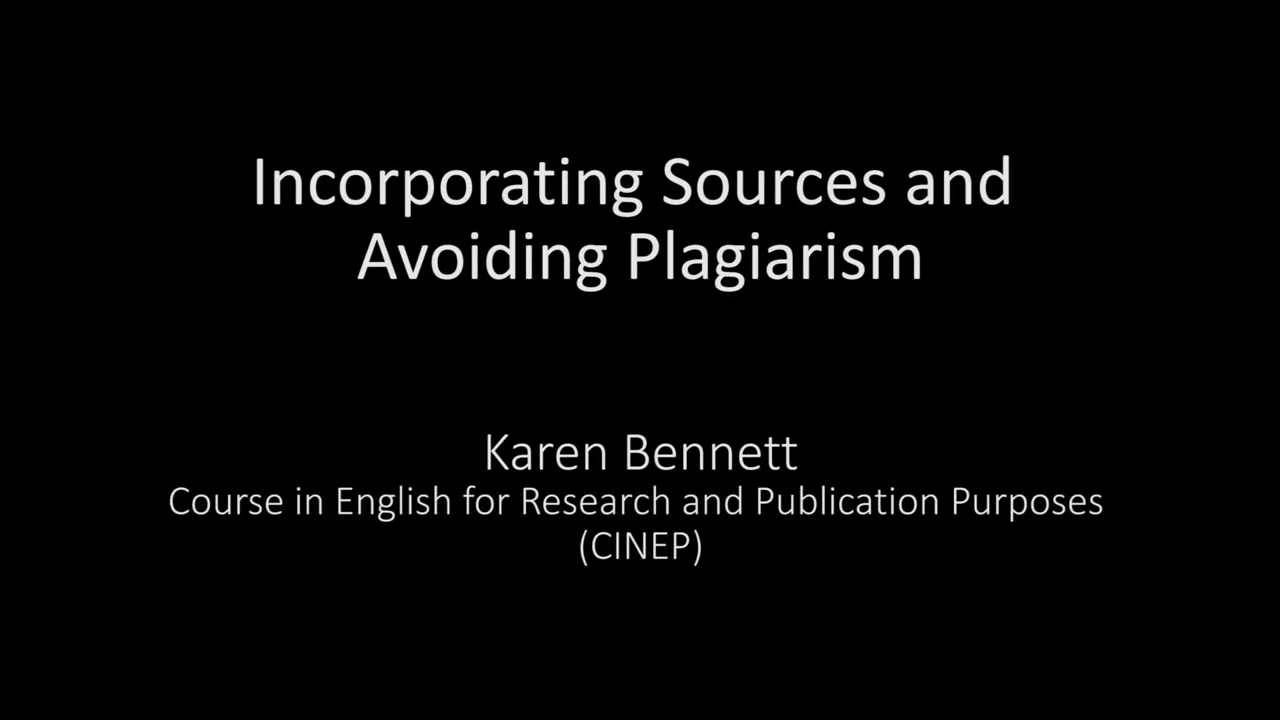 Incorporating Sources and
Avoiding Plagiarism
Karen Bennett
Course in English for Research and Publication Purposes
(CINEP)